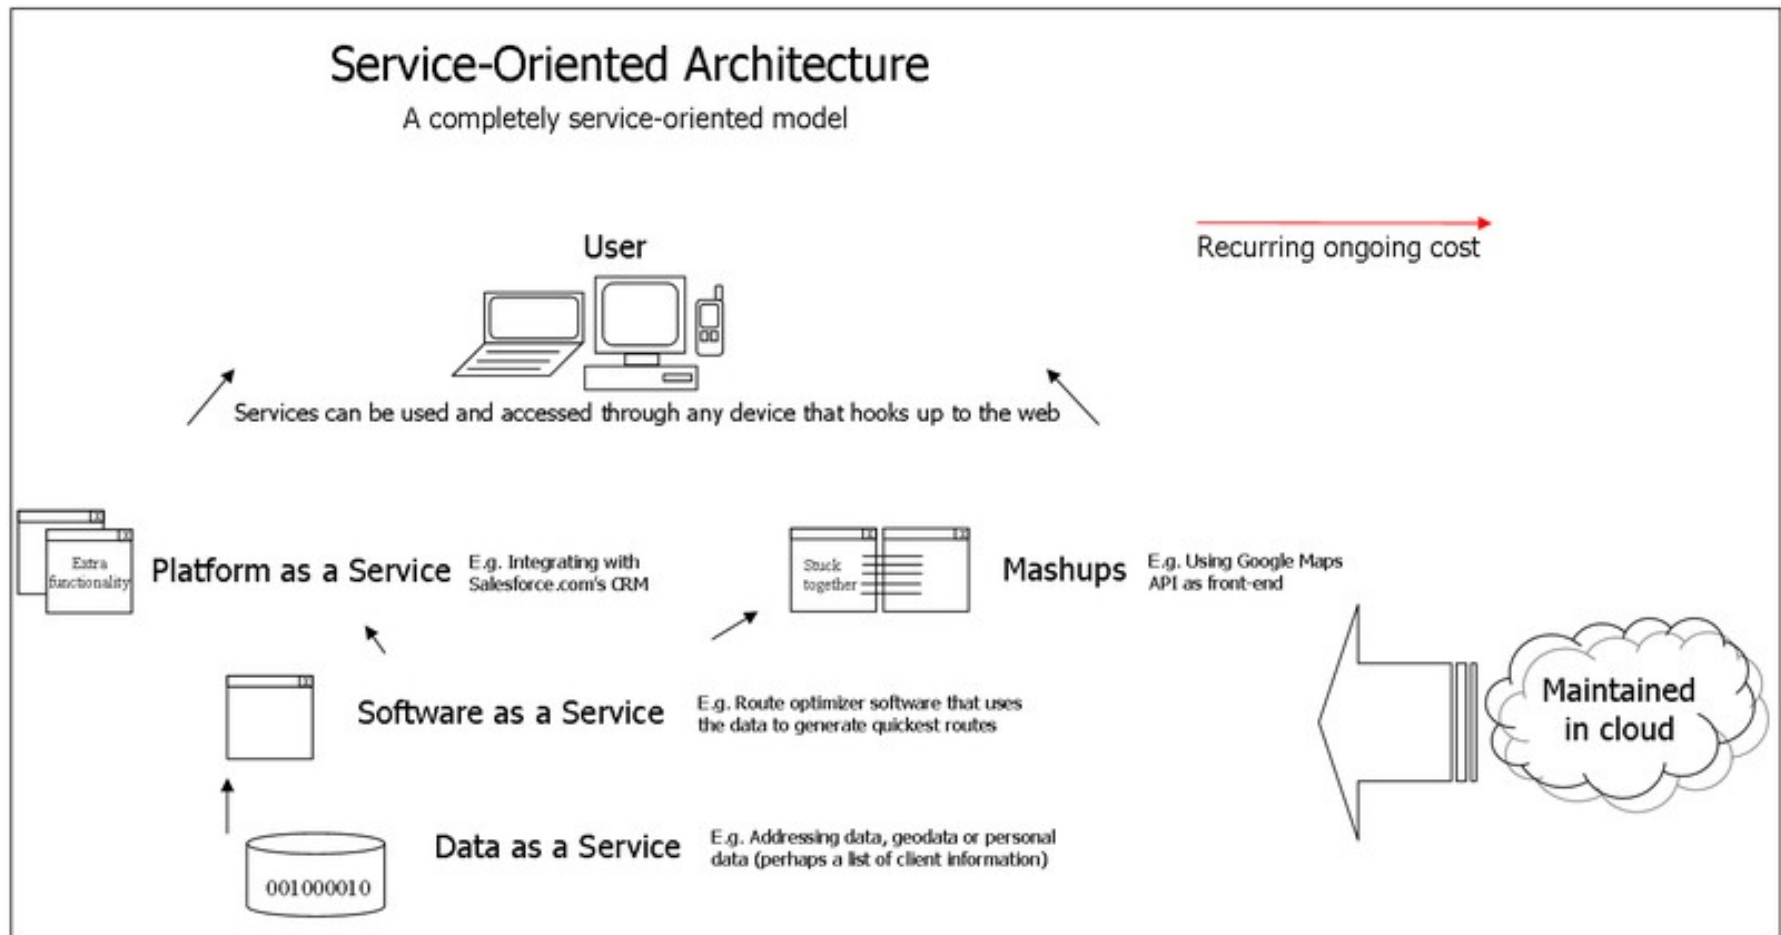 Service-Oriented Architecture
A completely service-oriented model
User
Recurring ongoing cost
Services can be used and accessed through any device that hooks up to the web
Extra
functionality
Platform as a Service
E.g. Integrating with
Salesforce.com's CRM
Stuck
together
Mashups
E.g. Using Google Maps
API as front-end
Software as a Service
E.g. Route optimizer software that uses
the data to generate quickest routes
Maintained
in cloud
Data as a Service
E.g. Addressing data, geodata or personal
data (perhaps a list of client information)
001000010